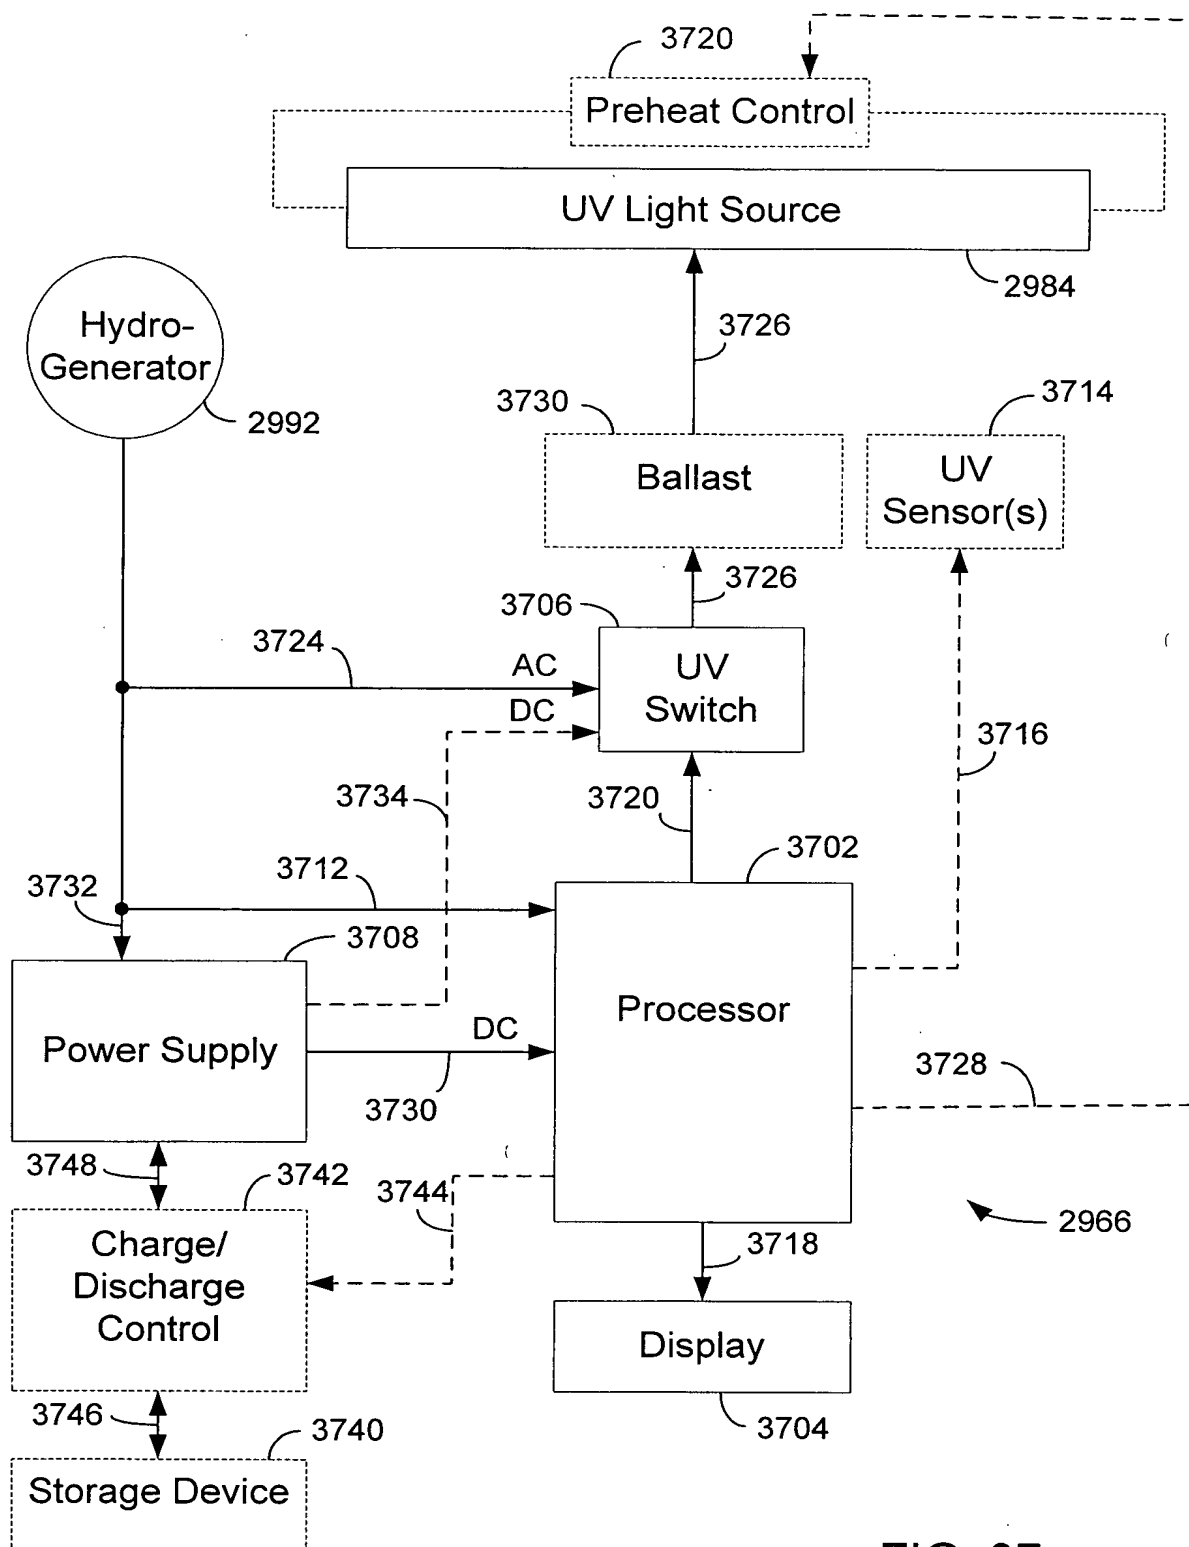 3720
Preheat Control
UV Light Source
2984
Hydro-
Generator
2992
3726
3730
Ballast
3714
UV
Sensor(s)
3726
3706
UV
Switch
3724
AC
DC
3716
3734
3720
3702
3712
3732
3708
Power Supply
DC
Processor
3730
3728
3748
3742
3744
2966
Charge/
Discharge
Control
3718
Display
3746
3740
3704
Storage Device